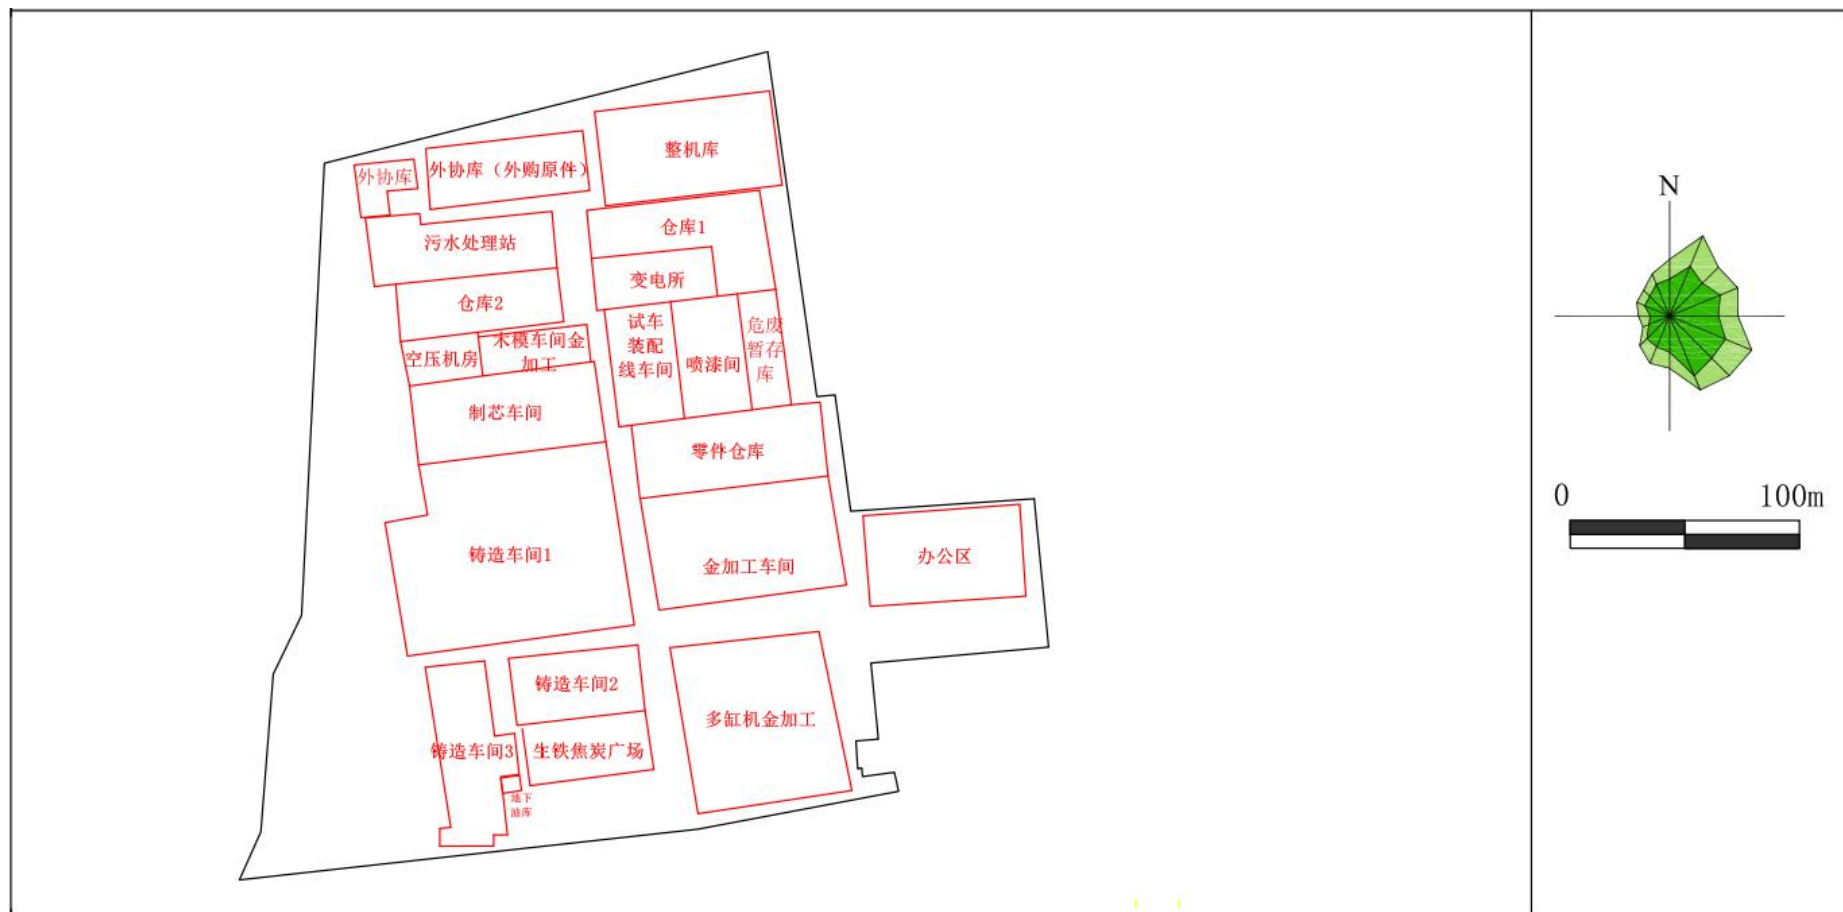 整机库
外协库（外购原件）
外协库
仓库1
污水处理站
变电所
仓库2
试车
装配
线车间
喷漆间
危废
暂存
库
木模车间金
加工
空压机房
制芯车间
零件仓库
铸造车间1
金加工车间
办公区
铸造车间2
多缸机金加工
铸造车间3
生铁焦炭广场
地下
油库
N
0
100m